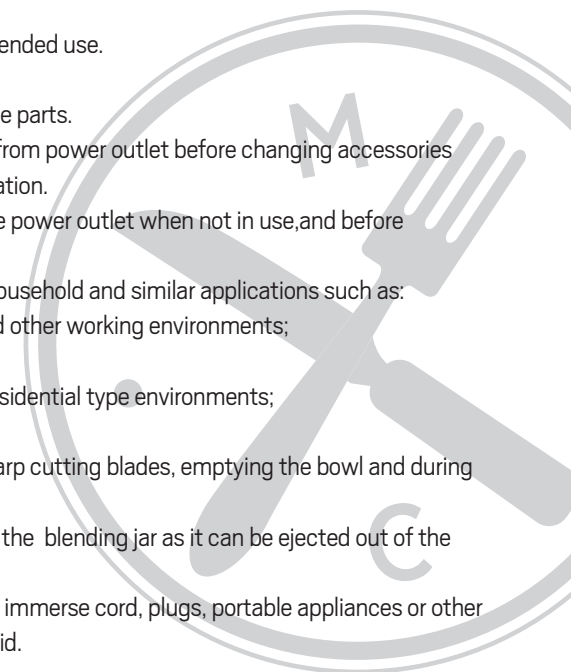 ended use.
e parts.
from power outlet before changing accessories
ation.
e power outlet when not in use,and before
ousehold and similar applications such as:
d other working environments;
sidential type environments;
arp cutting blades, emptying the bowl and during
the blending jar as it can be ejected out of the
immerse cord, plugs, portable appliances or other
id.
M
C